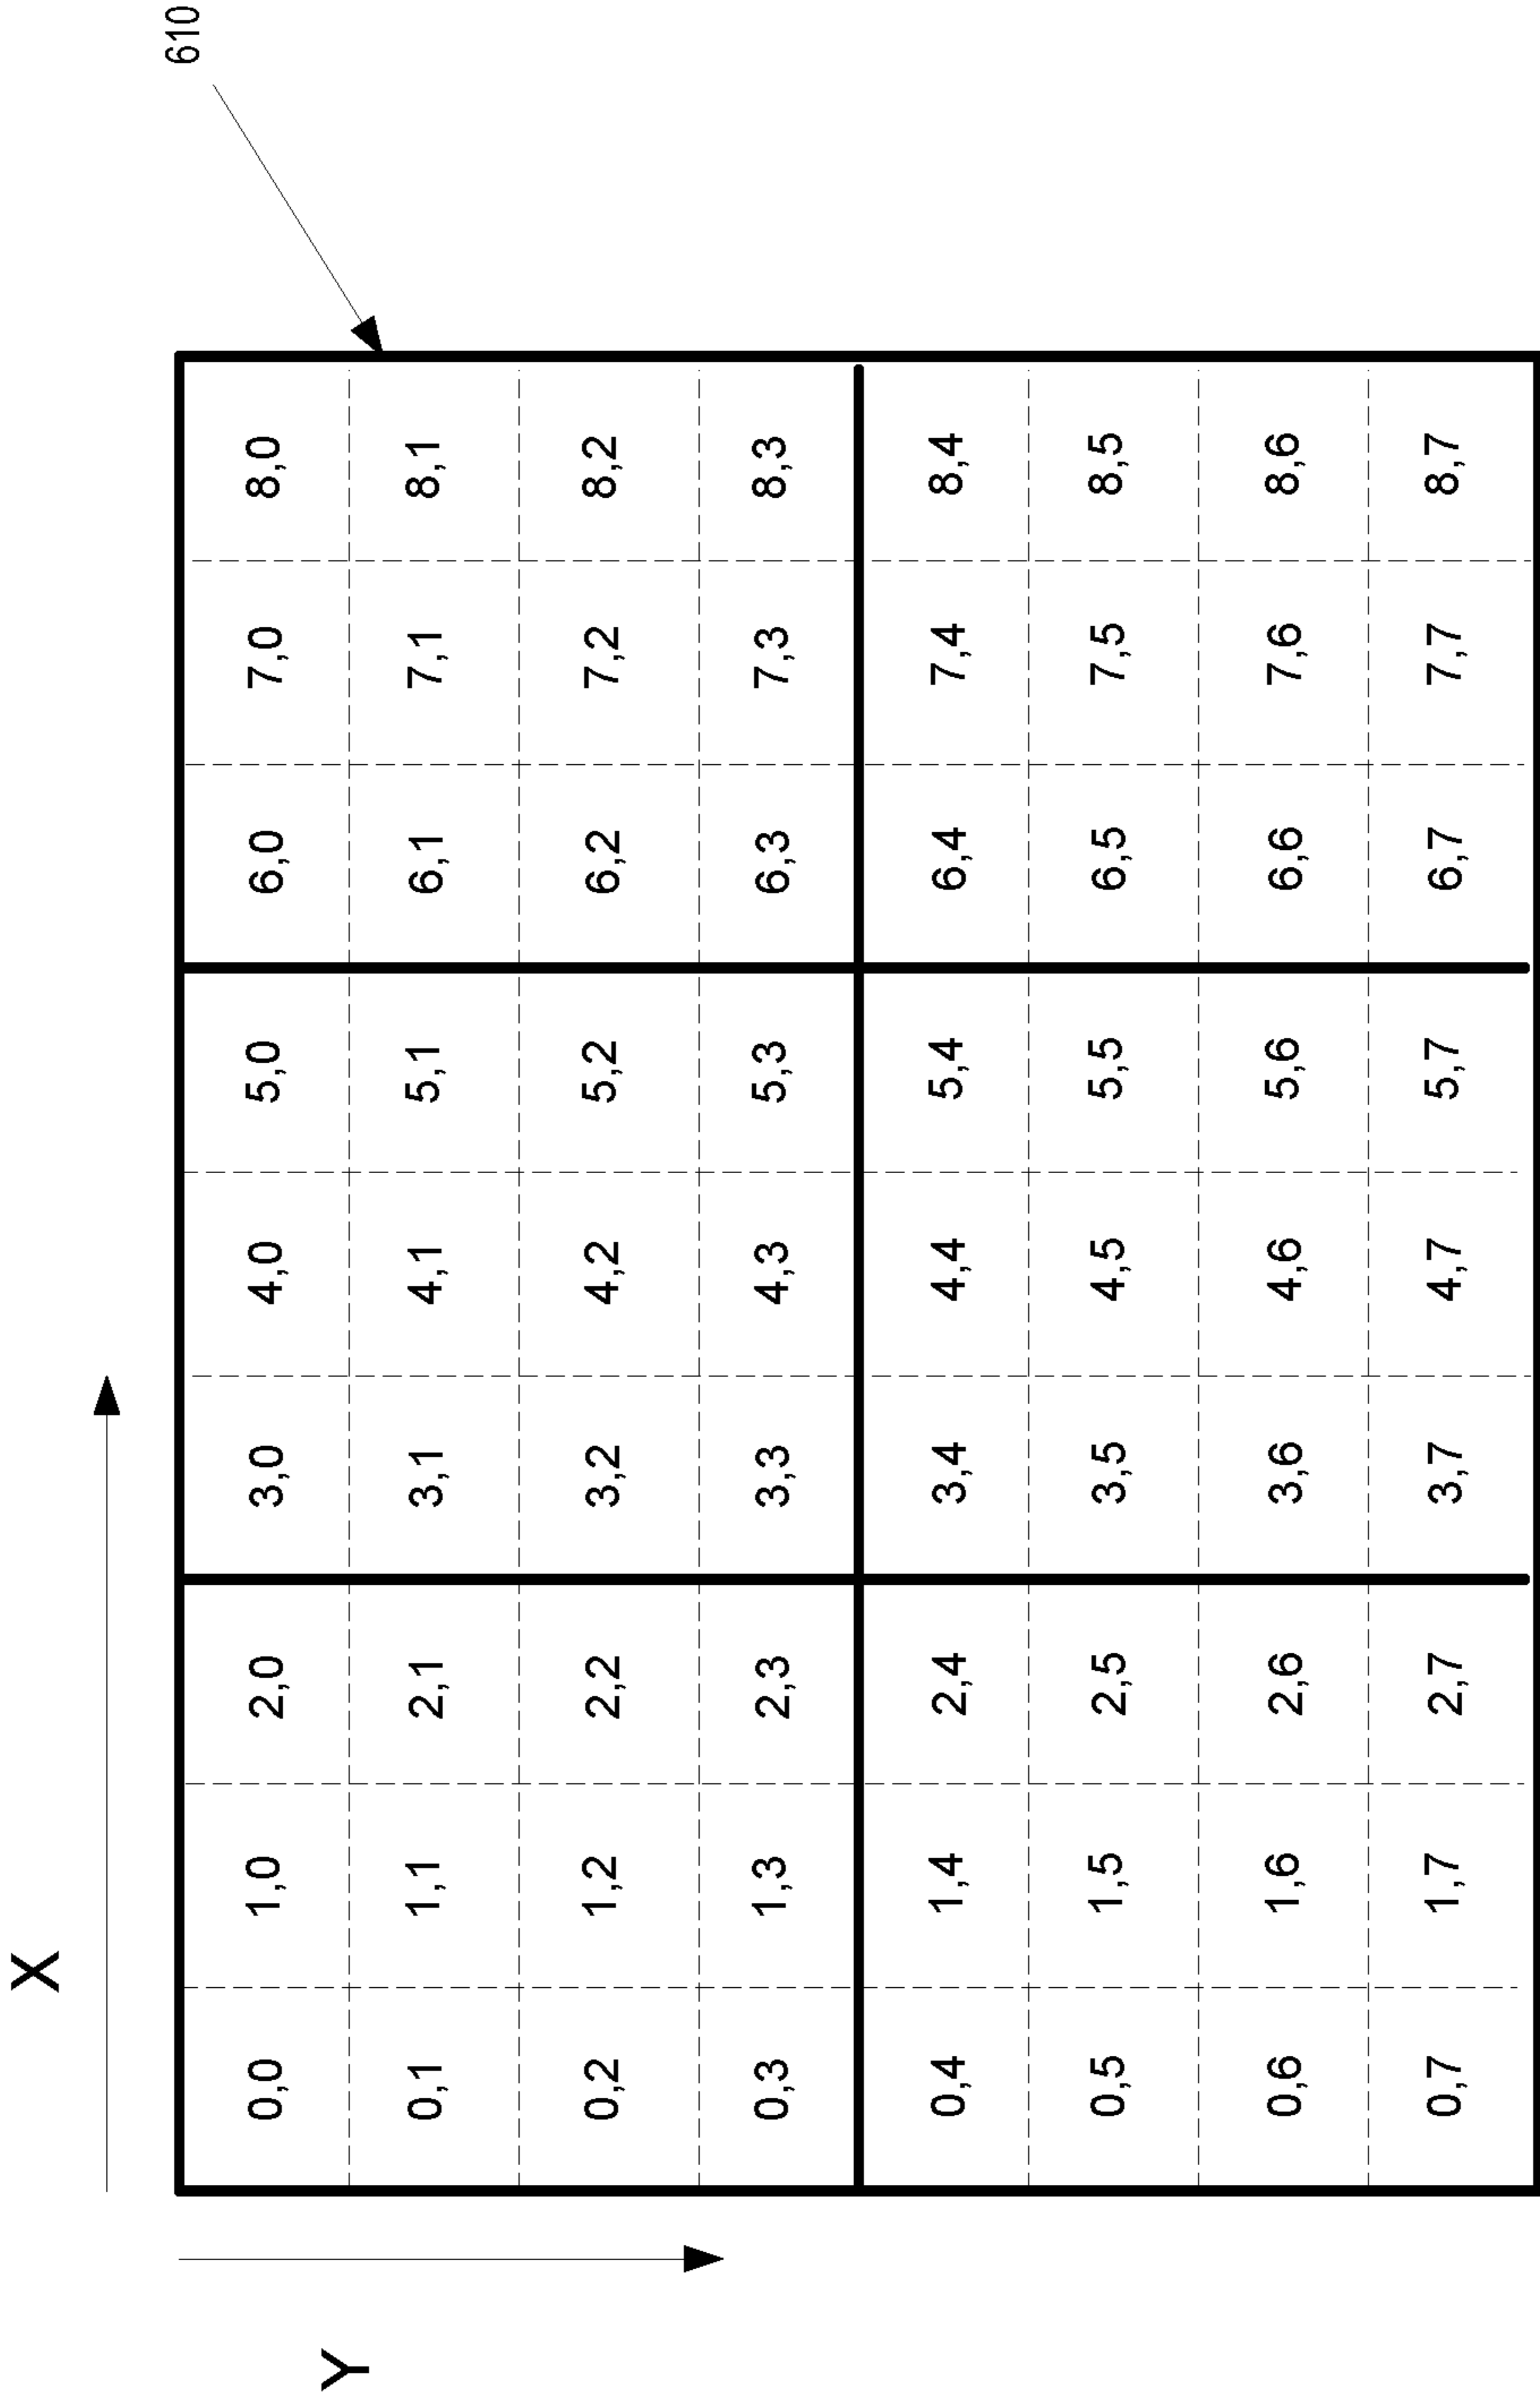 610
X
Y
0,0 1,0 2,0 3,0 4,0 5,0 6,0 7,0 8,0
0,1 1,1 2,1 3,1 4,1 5,1 6,1 7,1 8,1
0,2 1,2 2,2 3,2 4,2 5,2 6,2 7,2 8,2
0,3 1,3 2,3 3,3 4,3 5,3 6,3 7,3 8,3
0,4 1,4 2,4 3,4 4,4 5,4 6,4 7,4 8,4
0,5 1,5 2,5 3,5 4,5 5,5 6,5 7,5 8,5
0,6 1,6 2,6 3,6 4,6 5,6 6,6 7,6 8,6
0,7 1,7 2,7 3,7 4,7 5,7 6,7 7,7 8,7